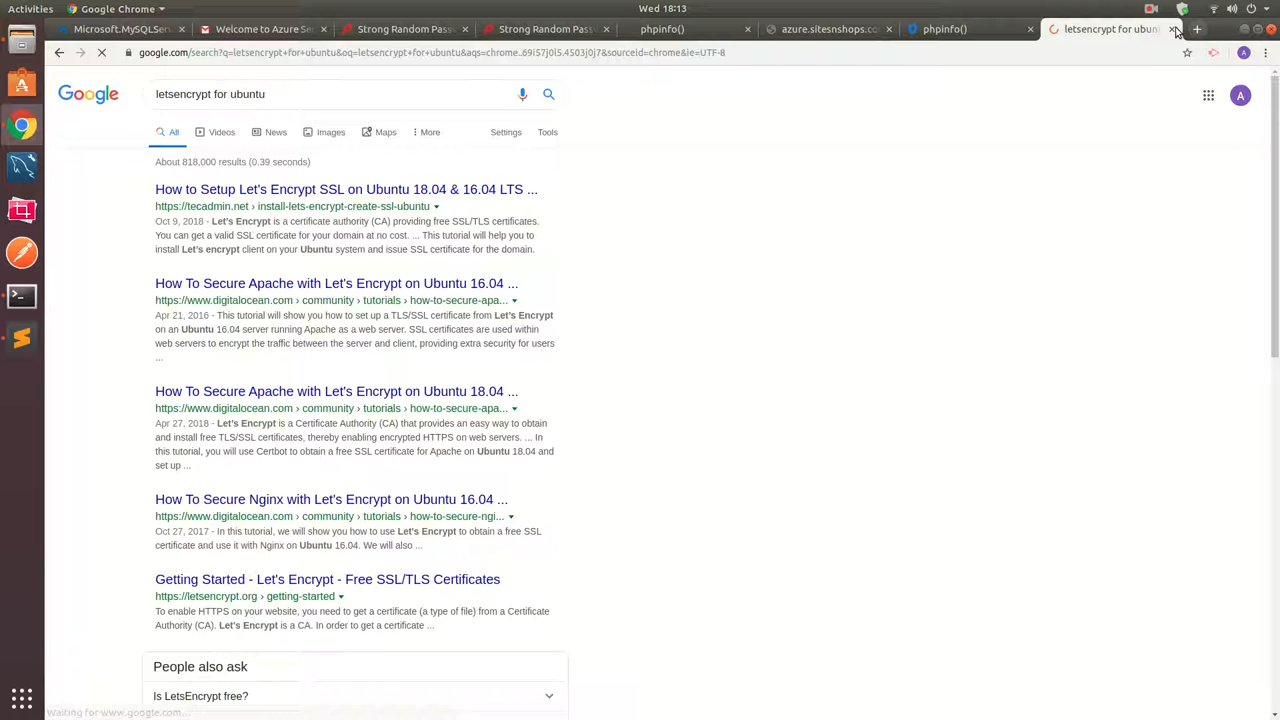 Activities
Google Chrome
Wed 18:13
Microsoft.MySQLServ
Welcome to Azure Se
Strong Random Passw
Strong Random Passw
phpinfo()
azure.sitesnshops.co
phpinfo()
letsencrypt for ubun
google.com/search?q=letsencrypt+for+ubuntu&oq=letsencrypt+for+ubuntu&aqs=chrome..69i57j0l5.4503j0j7&sourceid=chrome&ie=UTF-8
A
Google
letsencrypt for ubuntu
A
All
Videos
News
Images
Maps
More
Settings
Tools
About 818,000 results (0.39 seconds)
How to Setup Let's Encrypt SSL on Ubuntu 18.04 & 16.04 LTS ...
https://tecadmin.net › install-lets-encrypt-create-ssl-ubuntu
Oct 9, 2018 - Let's Encrypt is a certificate authority (CA) providing free SSL/TLS certificates.
You can get a valid SSL certificate for your domain at no cost. ... This tutorial will help you to
install Let's encrypt client on your Ubuntu system and issue SSL certificate for the domain.
How To Secure Apache with Let's Encrypt on Ubuntu 16.04 ...
https://www.digitalocean.com › community › tutorials › how-to-secure-apa...
Apr 21, 2016 - This tutorial will show you how to set up a TLS/SSL certificate from Let's Encrypt
on an Ubuntu 16.04 server running Apache as a web server. SSL certificates are used within
web servers to encrypt the traffic between the server and client, providing extra security for users
...
How To Secure Apache with Let's Encrypt on Ubuntu 18.04 ...
https://www.digitalocean.com › community › tutorials › how-to-secure-apa...
Apr 27, 2018 - Let's Encrypt is a Certificate Authority (CA) that provides an easy way to obtain
and install free TLS/SSL certificates, thereby enabling encrypted HTTPS on web servers. ... In
this tutorial, you will use Certbot to obtain a free SSL certificate for Apache on Ubuntu 18.04 and
set up ...
How To Secure Nginx with Let's Encrypt on Ubuntu 16.04 ...
https://www.digitalocean.com › community › tutorials › how-to-secure-ngi...
Oct 27, 2017 - In this tutorial, we will show you how to use Let's Encrypt to obtain a free SSL
certificate and use it with Nginx on Ubuntu 16.04. We will also ...
Getting Started - Let's Encrypt - Free SSL/TLS Certificates
https://letsencrypt.org › getting-started
To enable HTTPS on your website, you need to get a certificate (a type of file) from a Certificate
Authority (CA). Let's Encrypt is a CA. In order to get a certificate ...
People also ask
Is LetsEncrypt free?
Waiting for www.google.com...